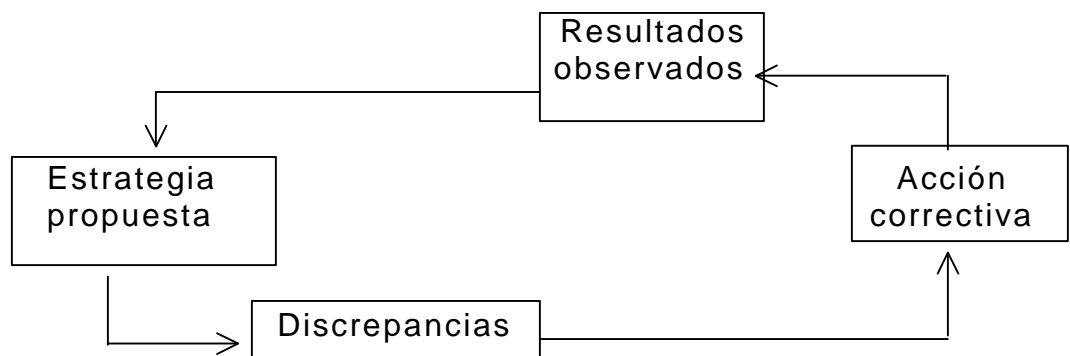 Resultados
observados
Estrategia
propuesta
Acción
correctiva
Discrepancias